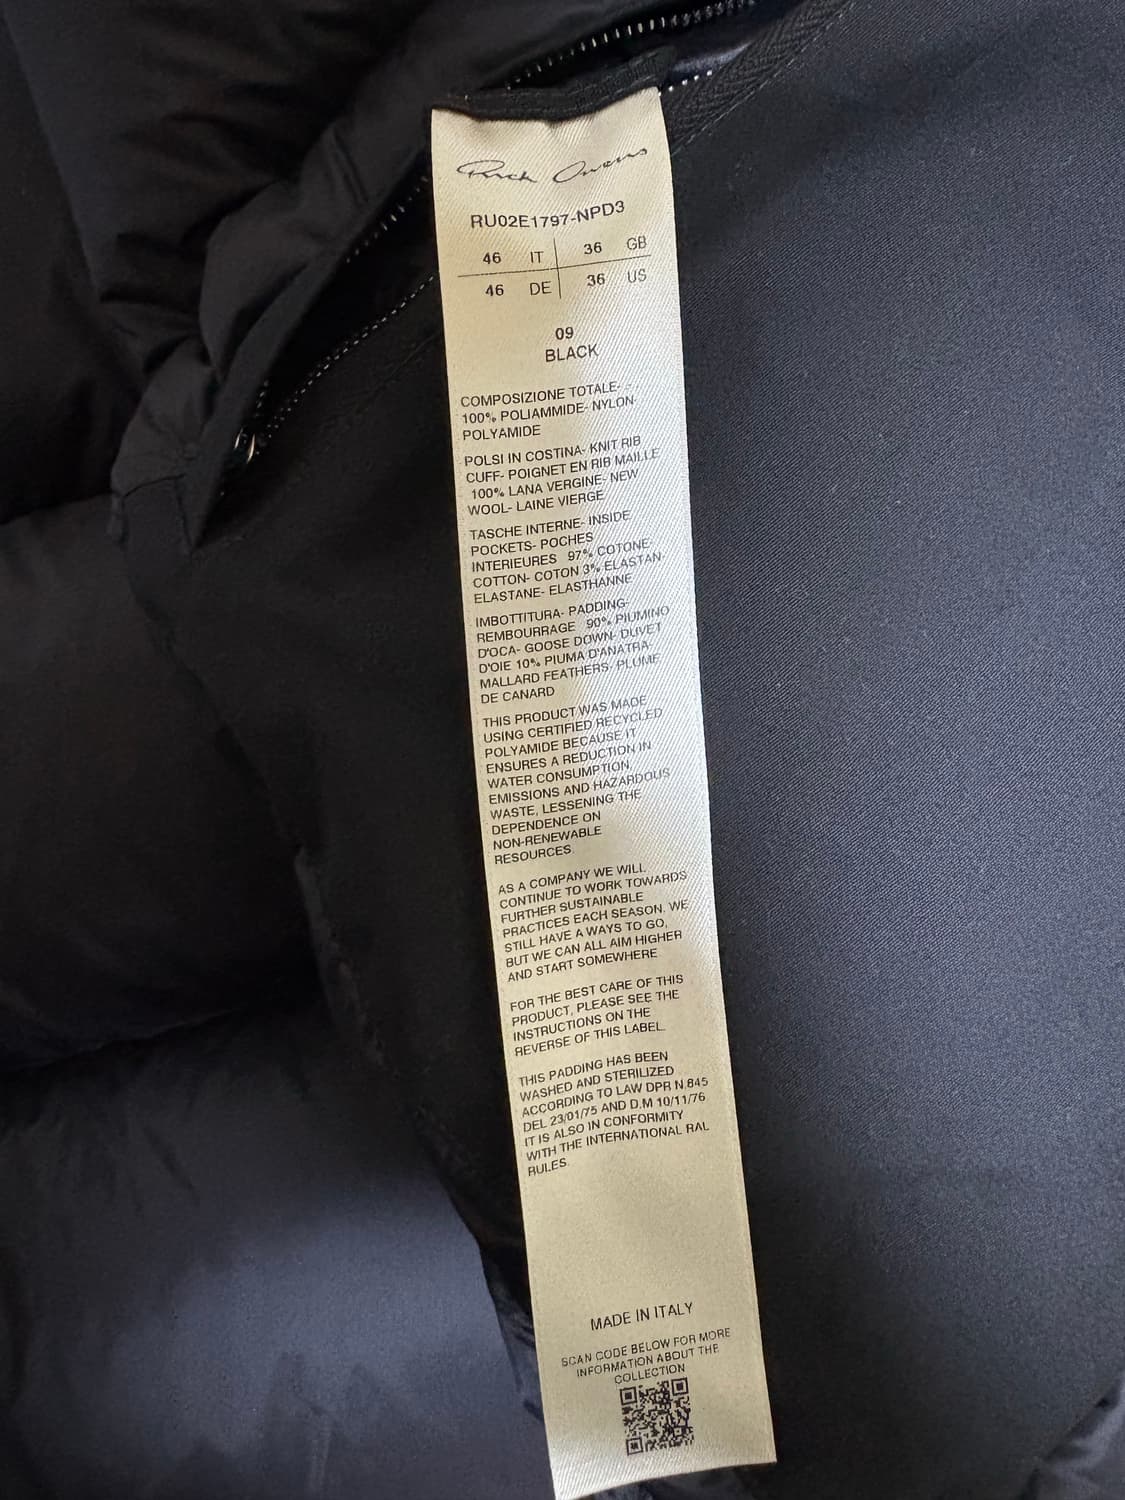 Rick Owens
RU02E1797-NPD3
46 IT 36 GB
46 DE 36 US
09
BLACK
COMPOSIZIONE TOTALE- -
100% POLIAMMIDE- NYLON-
POLYAMIDE
POLSI IN COSTINA- KNIT RIB
CUFF- POIGNET EN RIB MAILLE
100% LANA VERGINE- NEW
WOOL- LAINE VIERGE
TASCHE INTERNE- INSIDE
POCKETS- POCHES
INTERIEURES 97% COTONE-
COTTON- COTON 3% ELASTAN-
ELASTANE- ELASTHANNE
IMBOTTITURA- PADDING-
REMBOURRAGE 90% PIUMINO
D'OCA- GOOSE DOWN- DUVET
D'OIE 10% PIUMA D'ANATRA-
MALLARD FEATHERS- PLUME
DE CANARD
THIS PRODUCT WAS MADE
USING CERTIFIED RECYCLED
POLYAMIDE BECAUSE IT
ENSURES A REDUCTION IN
WATER CONSUMPTION,
EMISSIONS AND HAZARDOUS
WASTE, LESSENING THE
DEPENDENCE ON
NON-RENEWABLE
RESOURCES.
AS A COMPANY WE WILL
CONTINUE TO WORK TOWARDS
FURTHER SUSTAINABLE
PRACTICES EACH SEASON. WE
STILL HAVE A WAYS TO GO,
BUT WE CAN ALL AIM HIGHER
AND START SOMEWHERE.
FOR THE BEST CARE OF THIS
PRODUCT, PLEASE SEE THE
INSTRUCTIONS ON THE
REVERSE OF THIS LABEL.
THIS PADDING HAS BEEN
WASHED AND STERILIZED
ACCORDING TO LAW DPR N.845
DEL 23/01/75 AND D.M 10/11/76
IT IS ALSO IN CONFORMITY
WITH THE INTERNATIONAL RAL
RULES.
MADE IN ITALY
SCAN CODE BELOW FOR MORE
INFORMATION ABOUT THE
COLLECTION